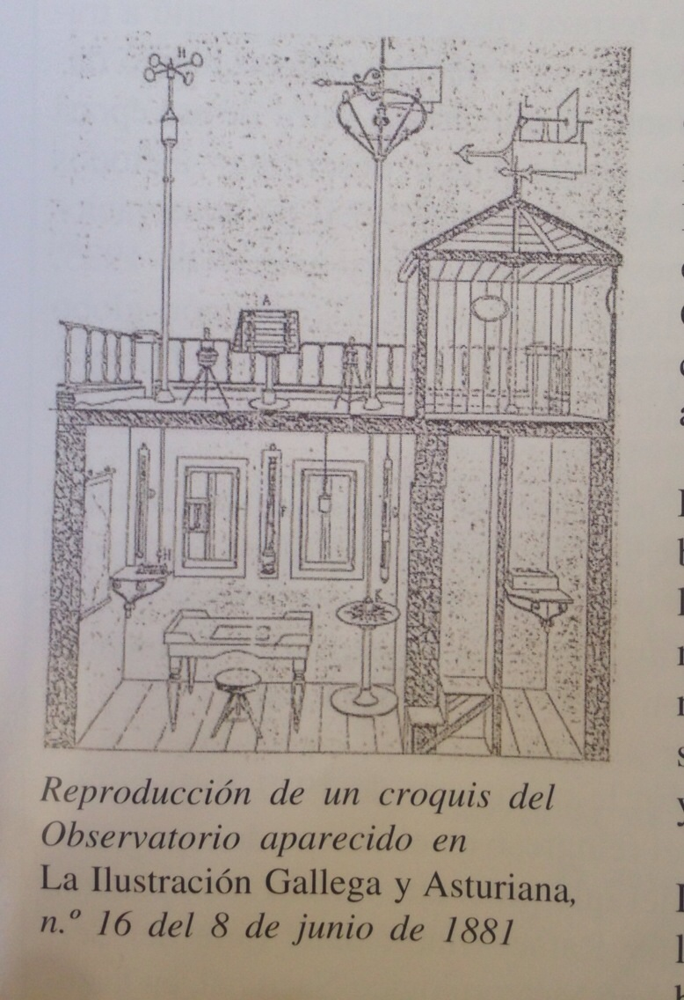 H
K
L
A
B
H
F
K
Reproducción de un croquis del
Observatorio aparecido en
La Ilustración Gallega y Asturiana,
n.º 16 del 8 de junio de 1881